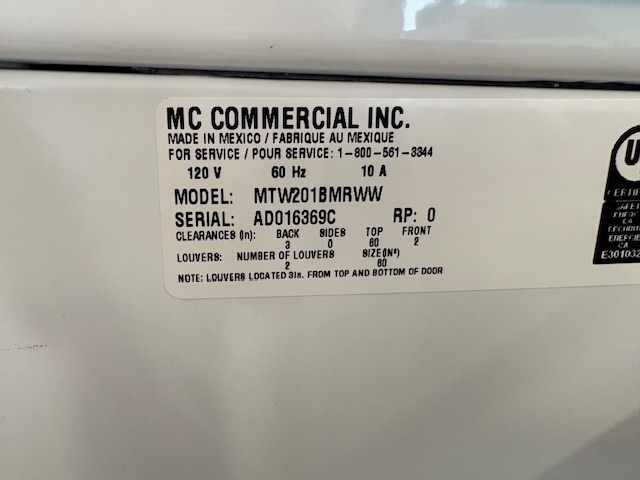 MC COMMERCIAL INC.
MADE IN MEXICO / FABRIQUE AU MEXIQUE
FOR SERVICE / POUR SERVICE: 1-800-561-3344
120 V 60 Hz 10 A
MODEL: MTW201BMRWW
SERIAL: AD016369C RP: 0
CLEARANCES (In): BACK SIDES TOP FRONT
3 0 60 2
LOUVERS: NUMBER OF LOUVERS SIZE(IN²)
2 60
NOTE: LOUVERS LOCATED 3In. FROM TOP AND BOTTOM OF DOOR
CA
E30103